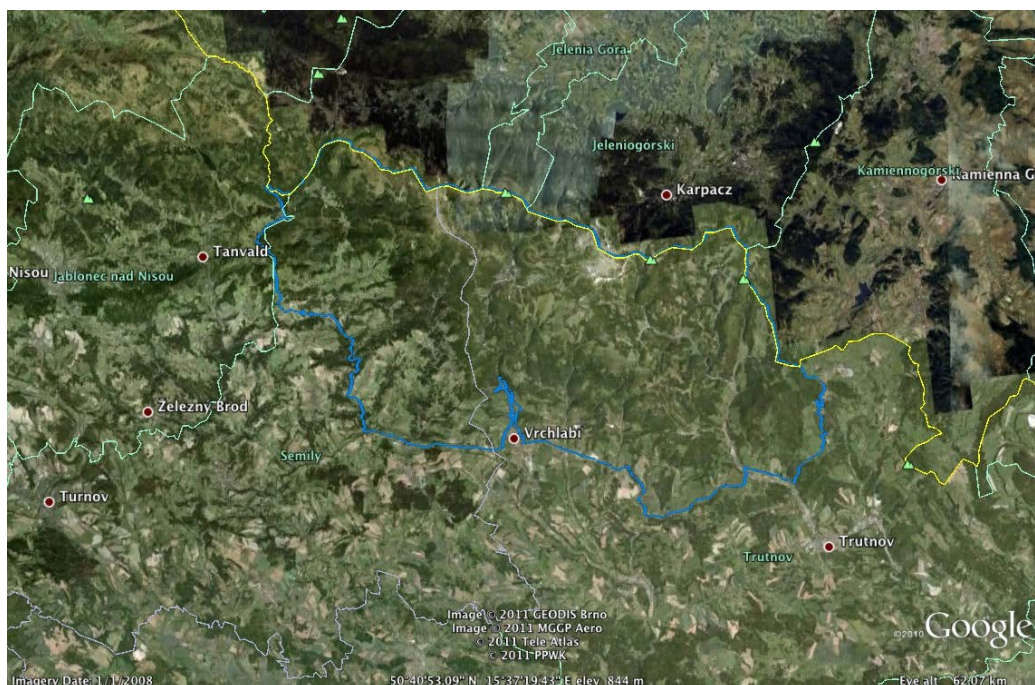 Jelenia Góra
Jeleniogórski
Kamiennogórski
Kamienna G
Karpacz
Tanvald
Nisou
Jablonec nad Nisou
Železny Brod
Vrchlabí
Semily
Turnov
Trutnov
Trutnov
Image © 2011 GEODIS Brno
Image © 2011 MGGP Aero
© 2011 Tele Atlas
© 2011 PPWK
©2010 Google
Imagery Date: 1/1/2008
50°40'53.09" N 15°37'19.43" E elev 844 m
Eye alt 62.07 km